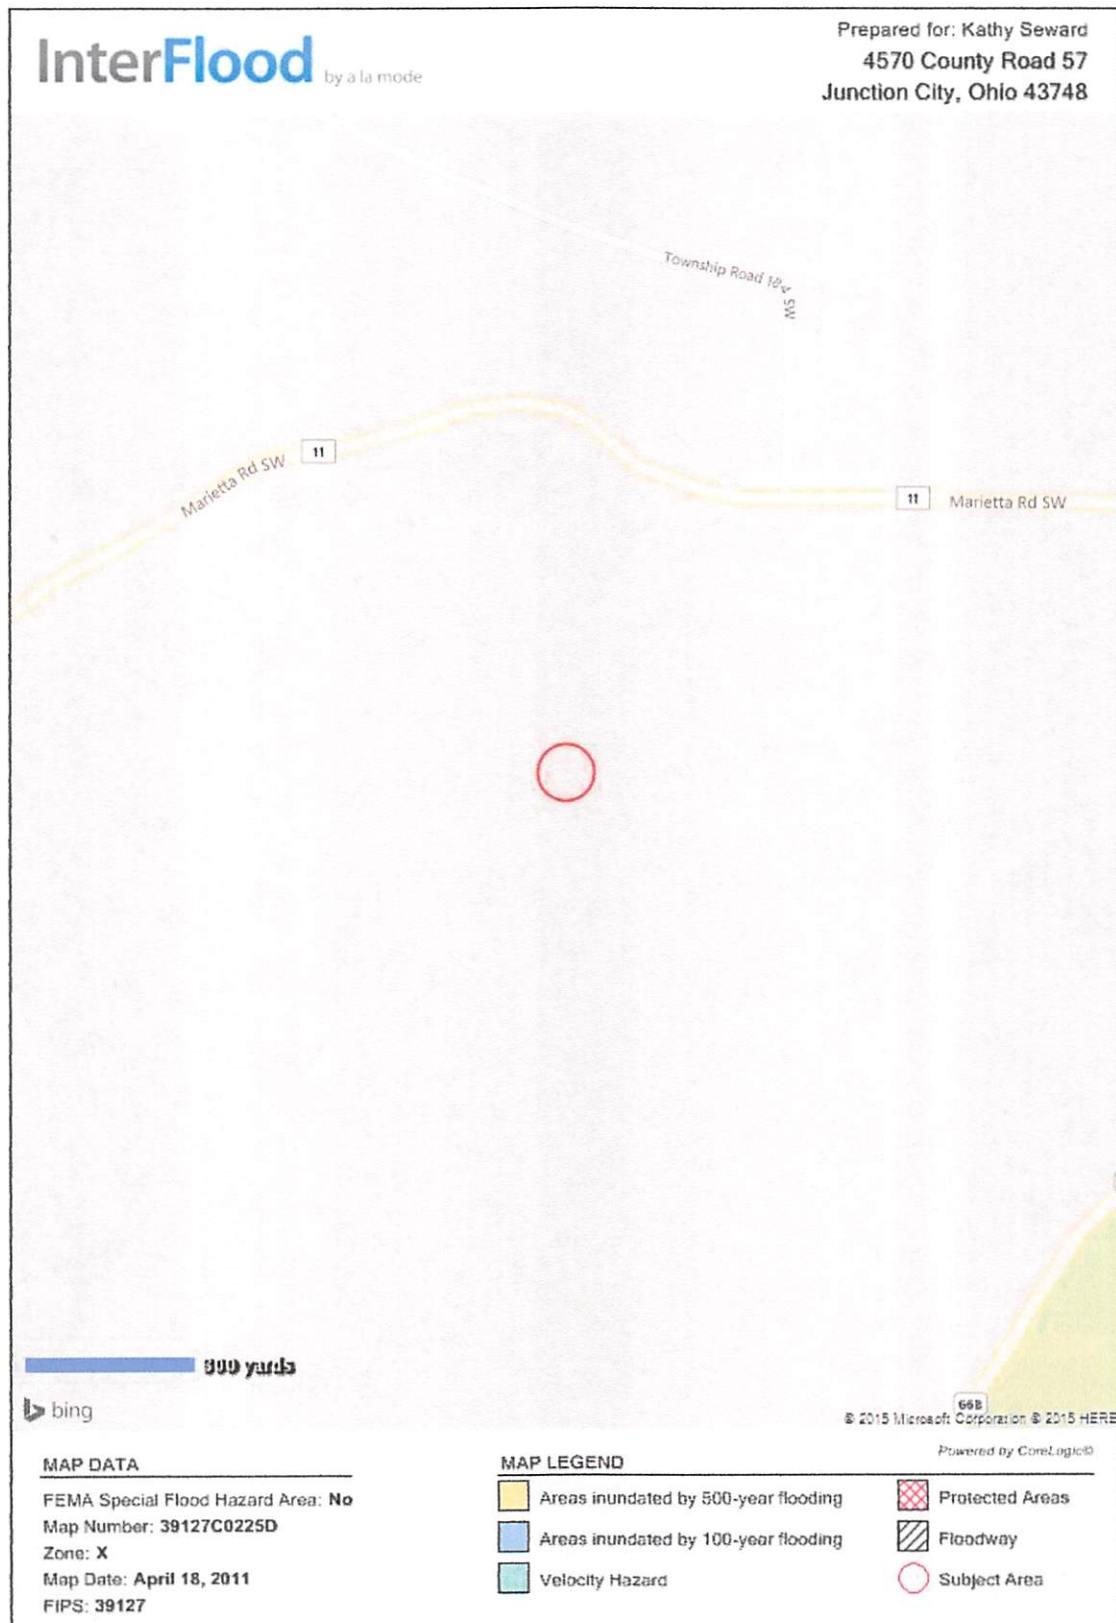 InterFlood by a la mode
Prepared for: Kathy Seward
4570 County Road 57
Junction City, Ohio 43748
Township Road SW
11
Marietta Rd SW
11
Marietta Rd SW
yards
bing
668
© 2015 Microsoft Corporation © 2015 HERE
Powered by CoreLogic©
MAP DATA
FEMA Special Flood Hazard Area: No
Map Number: 39127C0225D
Zone: X
Map Date: April 18, 2011
FIPS: 39127
MAP LEGEND
Areas inundated by 500-year flooding
Areas inundated by 100-year flooding
Velocity Hazard
Protected Areas
Floodway
Subject Area